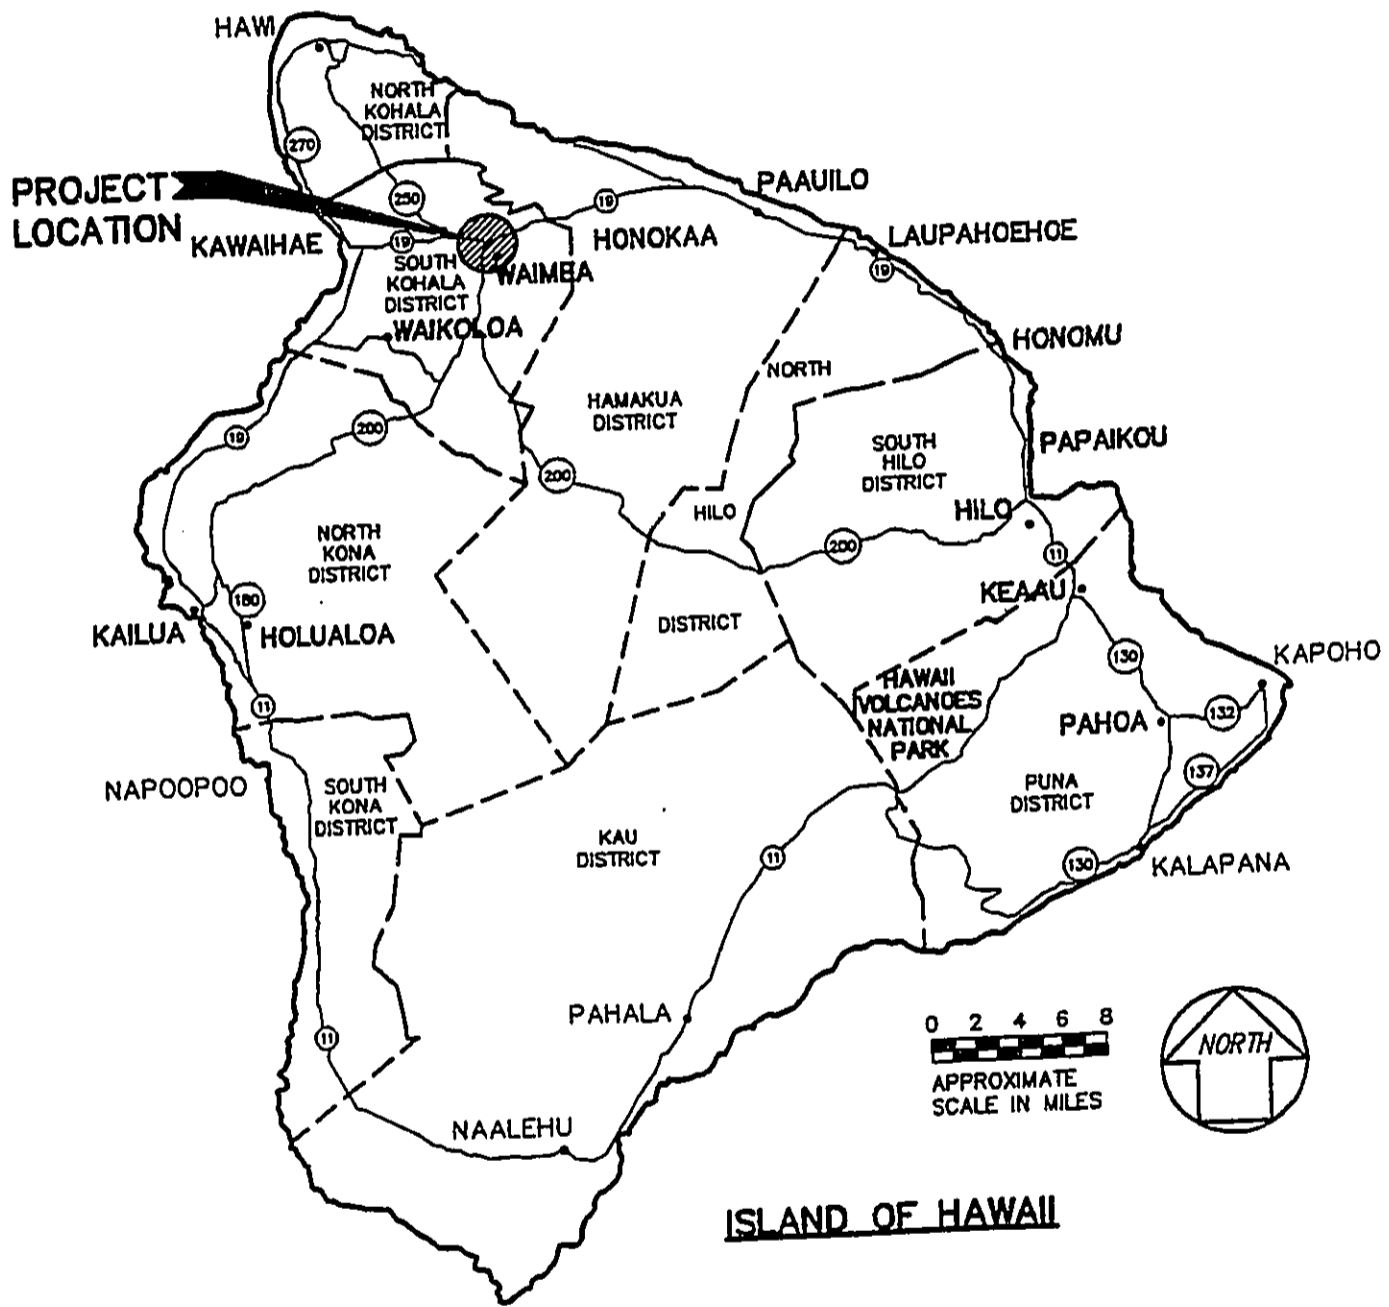 HAWI
NORTH
KOHALA
DISTRICT
270
PROJECT
LOCATION
250
19
PAAUILO
KAWAIHAE
19
HONOKAA
LAUPAHOEHOE
SOUTH
KOHALA
DISTRICT
WAIMEA
19
WAIKOLOA
HONOMU
NORTH
HAMAKUA
DISTRICT
200
19
PAPAIKOU
SOUTH
HILO
DISTRICT
200
HILO
HILO
NORTH
KONA
DISTRICT
200
11
KEAAU
180
KAILUA
HOLUALOA
DISTRICT
130
KAPOHO
HAWAII
VOLCANOES
NATIONAL
PARK
11
PAHOA
132
NAPOOPOO
SOUTH
KONA
DISTRICT
137
PUNA
DISTRICT
KAU
DISTRICT
11
130
KALAPANA
PAHALA
11
0 2 4 6 8
APPROXIMATE
SCALE IN MILES
NORTH
NAALEHU
ISLAND OF HAWAII